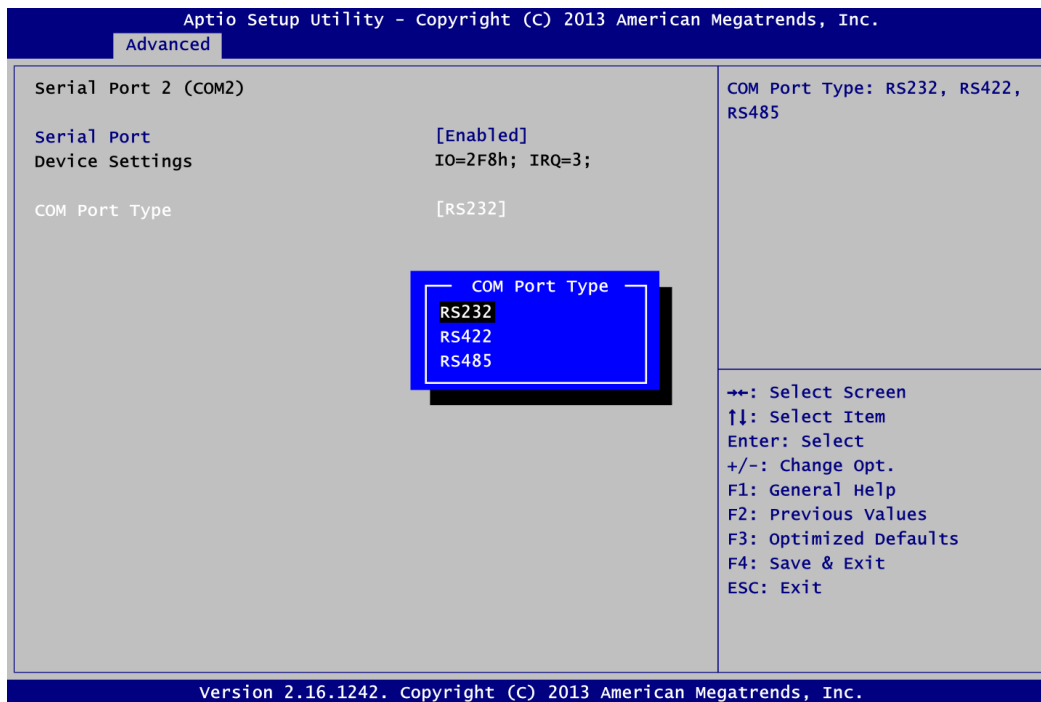 Aptio Setup Utility - Copyright (C) 2013 American Megatrends, Inc.
Advanced
Serial Port 2 (COM2)
Serial Port [Enabled]
Device Settings IO=2F8h; IRQ=3;
COM Port Type [RS232]
COM Port Type
RS232
RS422
RS485
COM Port Type: RS232, RS422,
RS485
→←: Select Screen
↑↓: Select Item
Enter: Select
+/-: Change Opt.
F1: General Help
F2: Previous Values
F3: Optimized Defaults
F4: Save & Exit
ESC: Exit
Version 2.16.1242. Copyright (C) 2013 American Megatrends, Inc.